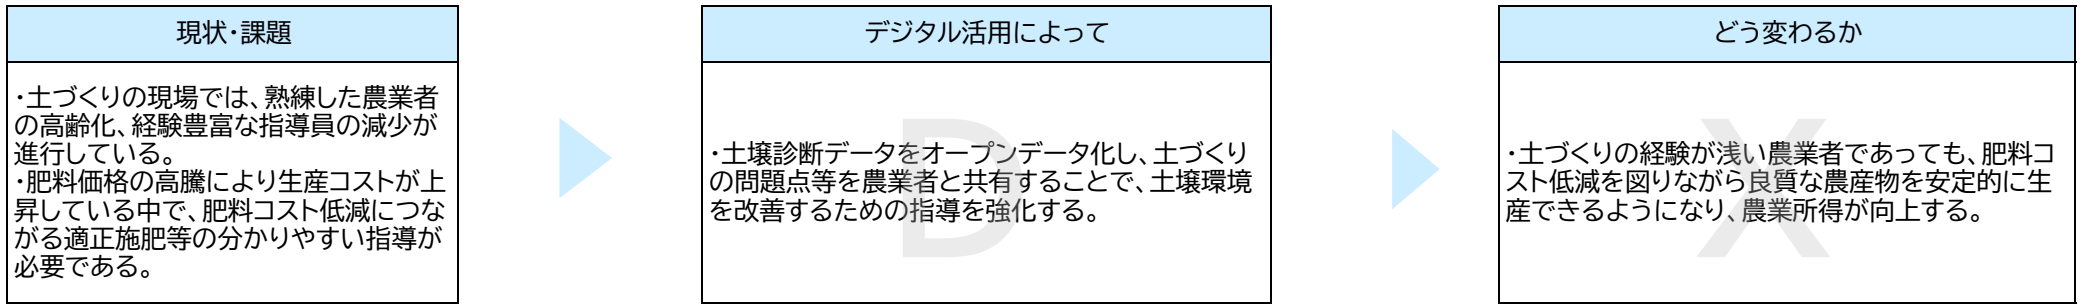 現状・課題
・土づくりの現場では、熟練した農業者
の高齢化、経験豊富な指導員の減少が
進行している。
・肥料価格の高騰により生産コストが上
昇している中で、肥料コスト低減につな
がる適正施肥等の分かりやすい指導が
必要である。
デジタル活用によって
・土壌診断データをオープンデータ化し、土づくり
の問題点等を農業者と共有することで、土壌環境
を改善するための指導を強化する。
D
どう変わるか
・土づくりの経験が浅い農業者であっても、肥料コ
スト低減を図りながら良質な農産物を安定的に生
産できるようになり、農業所得が向上する。
X